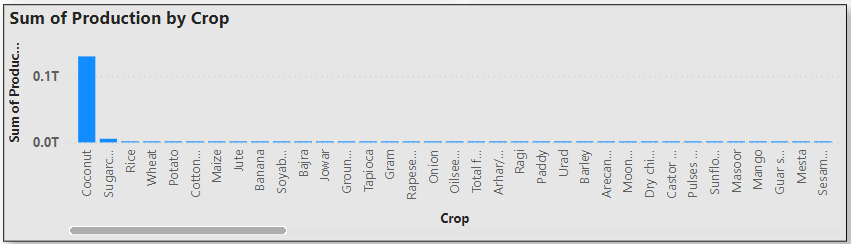 Sum of Production by Crop
Sum of Produc...
0.1T
0.0T
Coconut
Sugarc...
Rice
Wheat
Potato
Cotton...
Maize
Jute
Banana
Soyab...
Bajra
Jowar
Groun...
Tapioca
Gram
Rapese...
Onion
Oilsee...
Total f...
Arhar/...
Ragi
Paddy
Urad
Barley
Arecan...
Moon...
Dry chi...
Castor ...
Pulses ...
Sunflo...
Masoor
Mango
Guar s...
Mesta
Sesam...
Crop